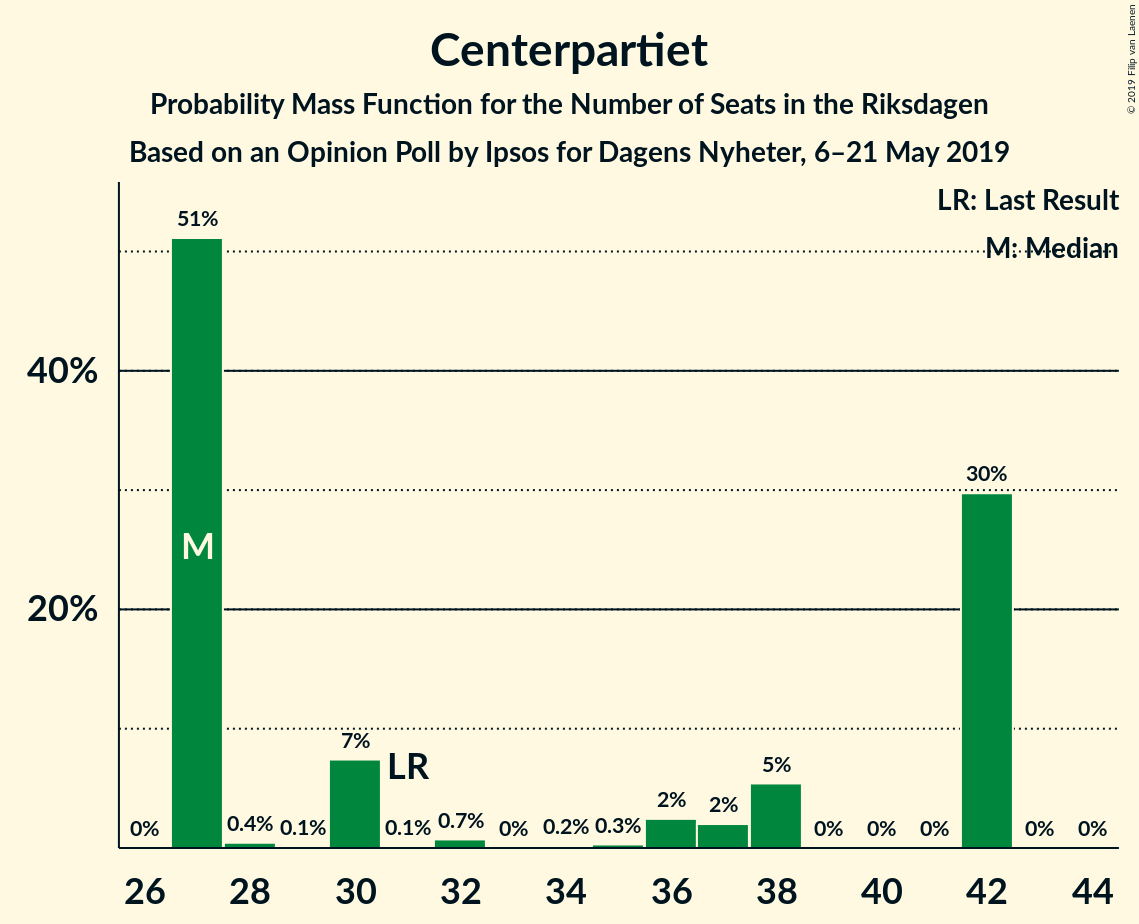 Centerpartiet
Probability Mass Function for the Number of Seats in the Riksdagen
Based on an Opinion Poll by Ipsos for Dagens Nyheter, 6–21 May 2019
© 2019 Filip van Laenen
LR: Last Result
M: Median
40%
20%
0%
51%
M
0.4%
0.1%
7%
LR
0.1%
0.7%
0%
0.2%
0.3%
2%
2%
5%
0%
0%
0%
30%
0%
0%
26 28 30 32 34 36 38 40 42 44